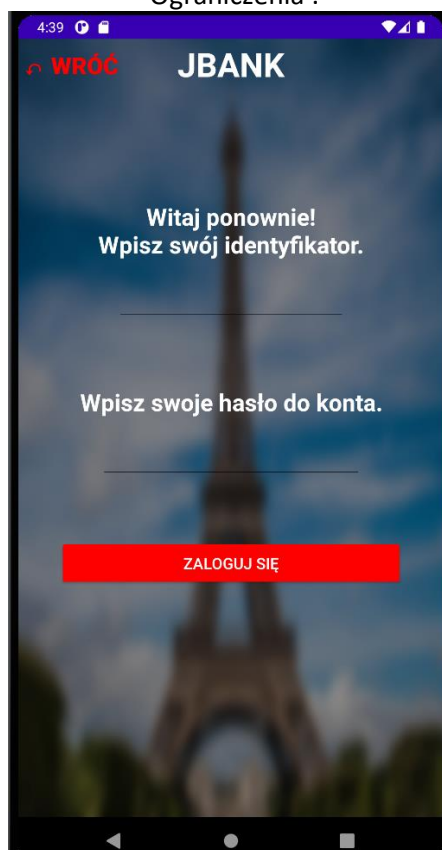 Ograniczenia :
4:39
WRÓĆ JBANK
Witaj ponownie!
Wpisz swój identyfikator.
Wpisz swoje hasło do konta.
ZALOGUJ SIĘ